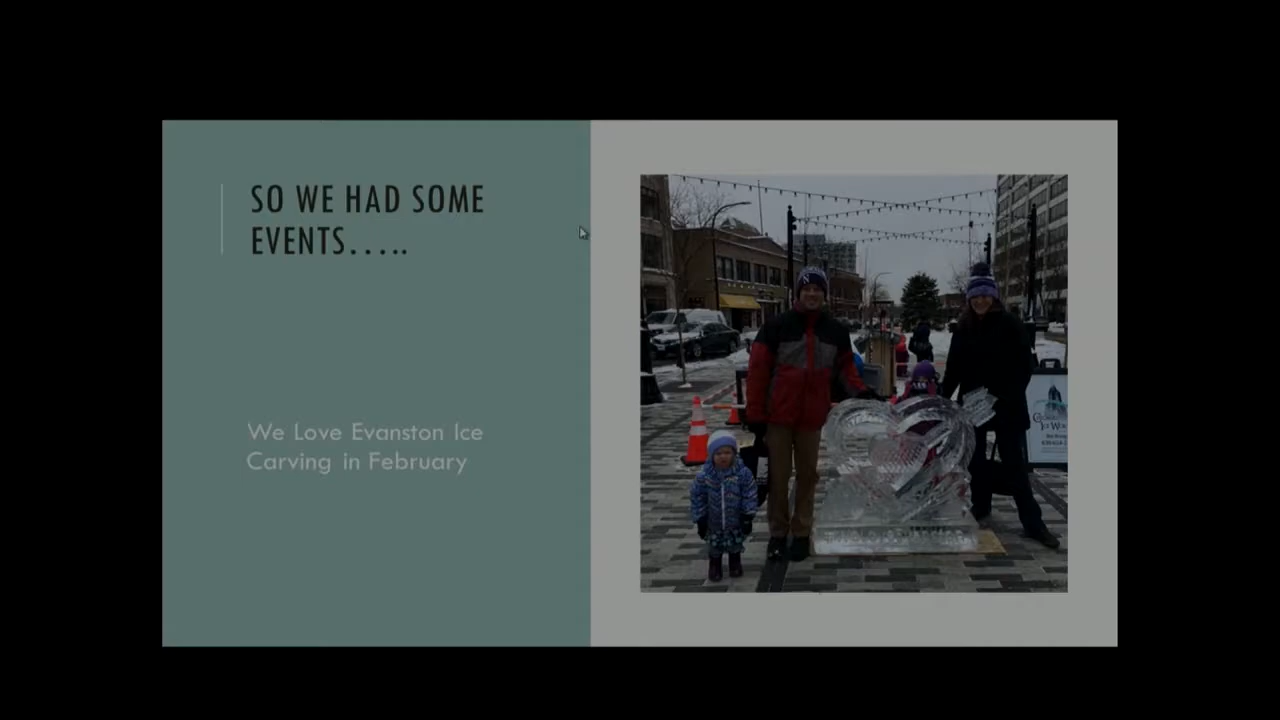 SO WE HAD SOME
EVENTS.....
We Love Evanston Ice
Carving in February